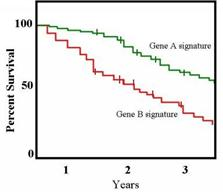 100
Gene A signature
Percent Survival
50
Gene B signature
0
1 2 3
Years